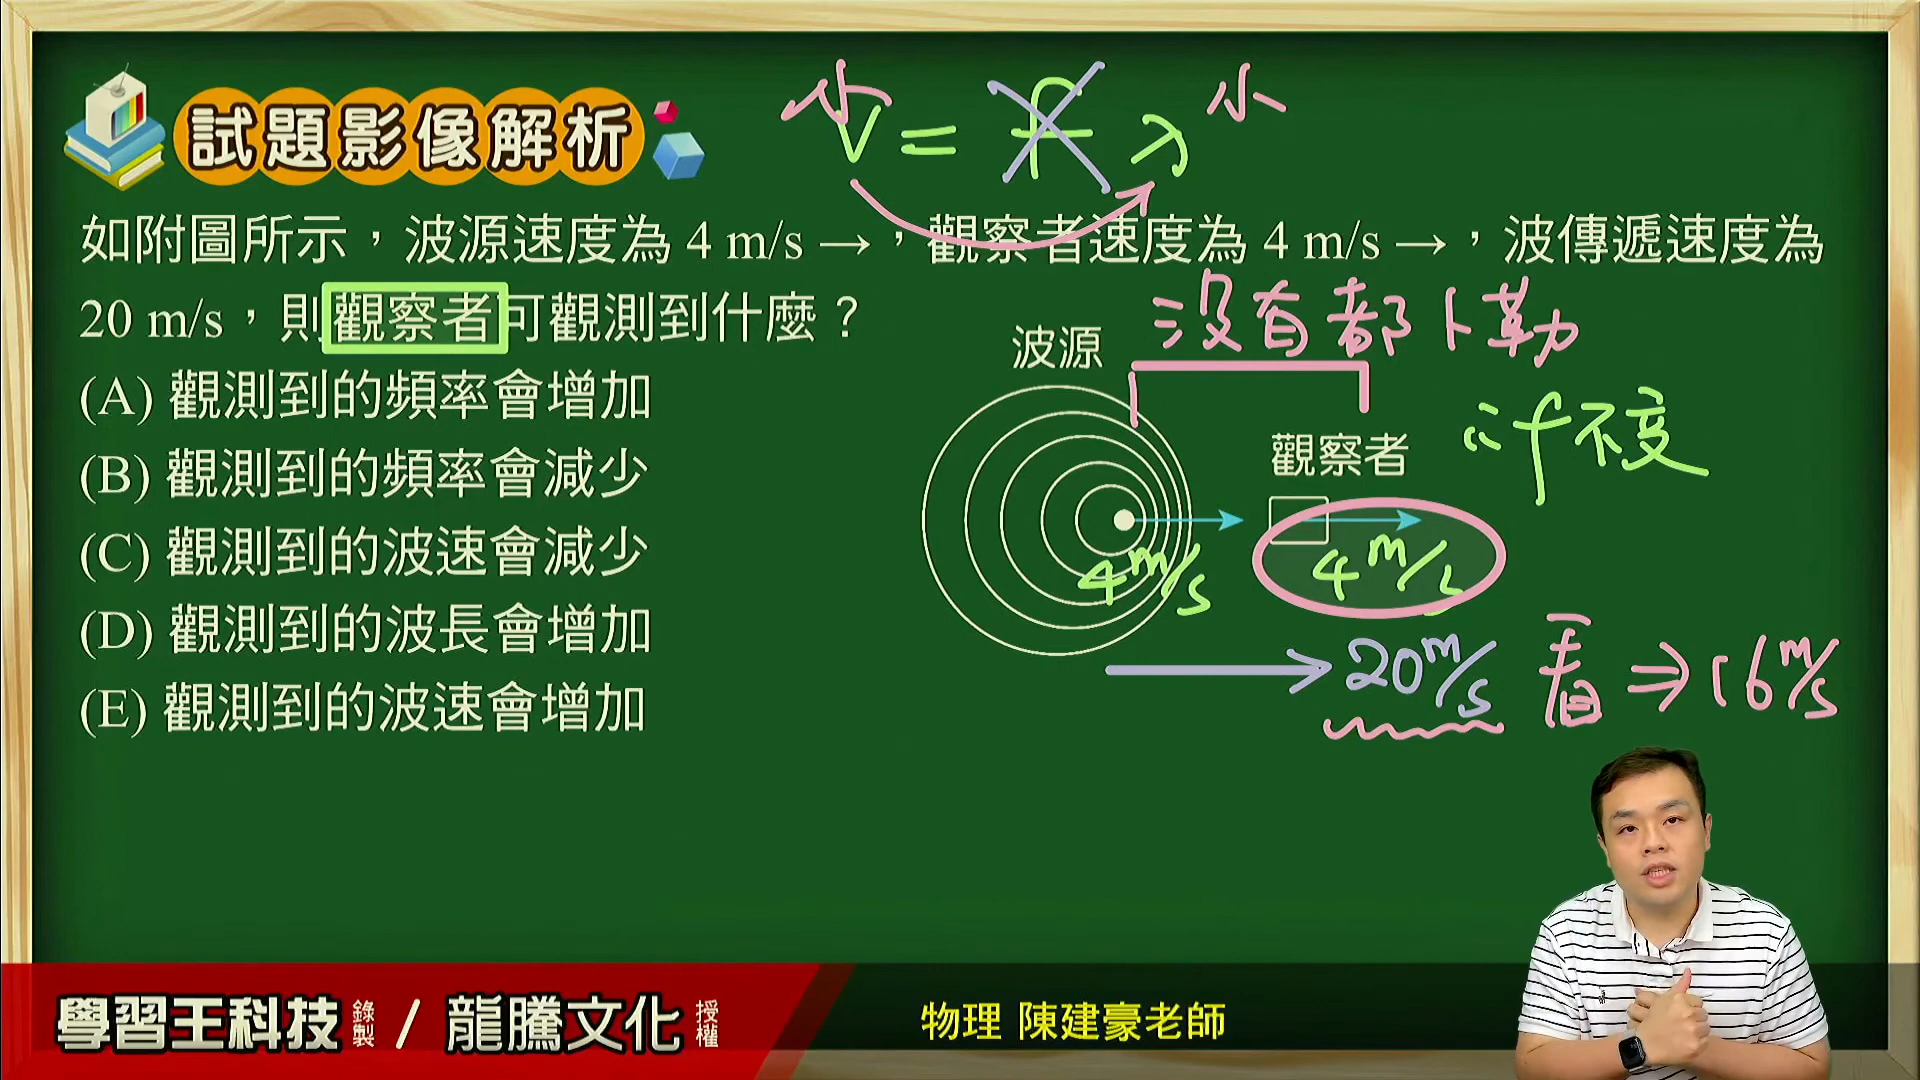 試題影像解析
小 V = f λ 小
如附圖所示，波源速度為 4 m/s →，觀察者速度為 4 m/s →，波傳遞速度為
20 m/s，則觀察者可觀測到什麼？
(A) 觀測到的頻率會增加
(B) 觀測到的頻率會減少
(C) 觀測到的波速會減少
(D) 觀測到的波長會增加
(E) 觀測到的波速會增加
波源
沒有都卜勒
觀察者
∴f不变
4 m/s
4 m/s
20 m/s 看 ⇒ 16 m/s
學習王科技 錄製 / 龍騰文化 授權
物理 陳建豪老師